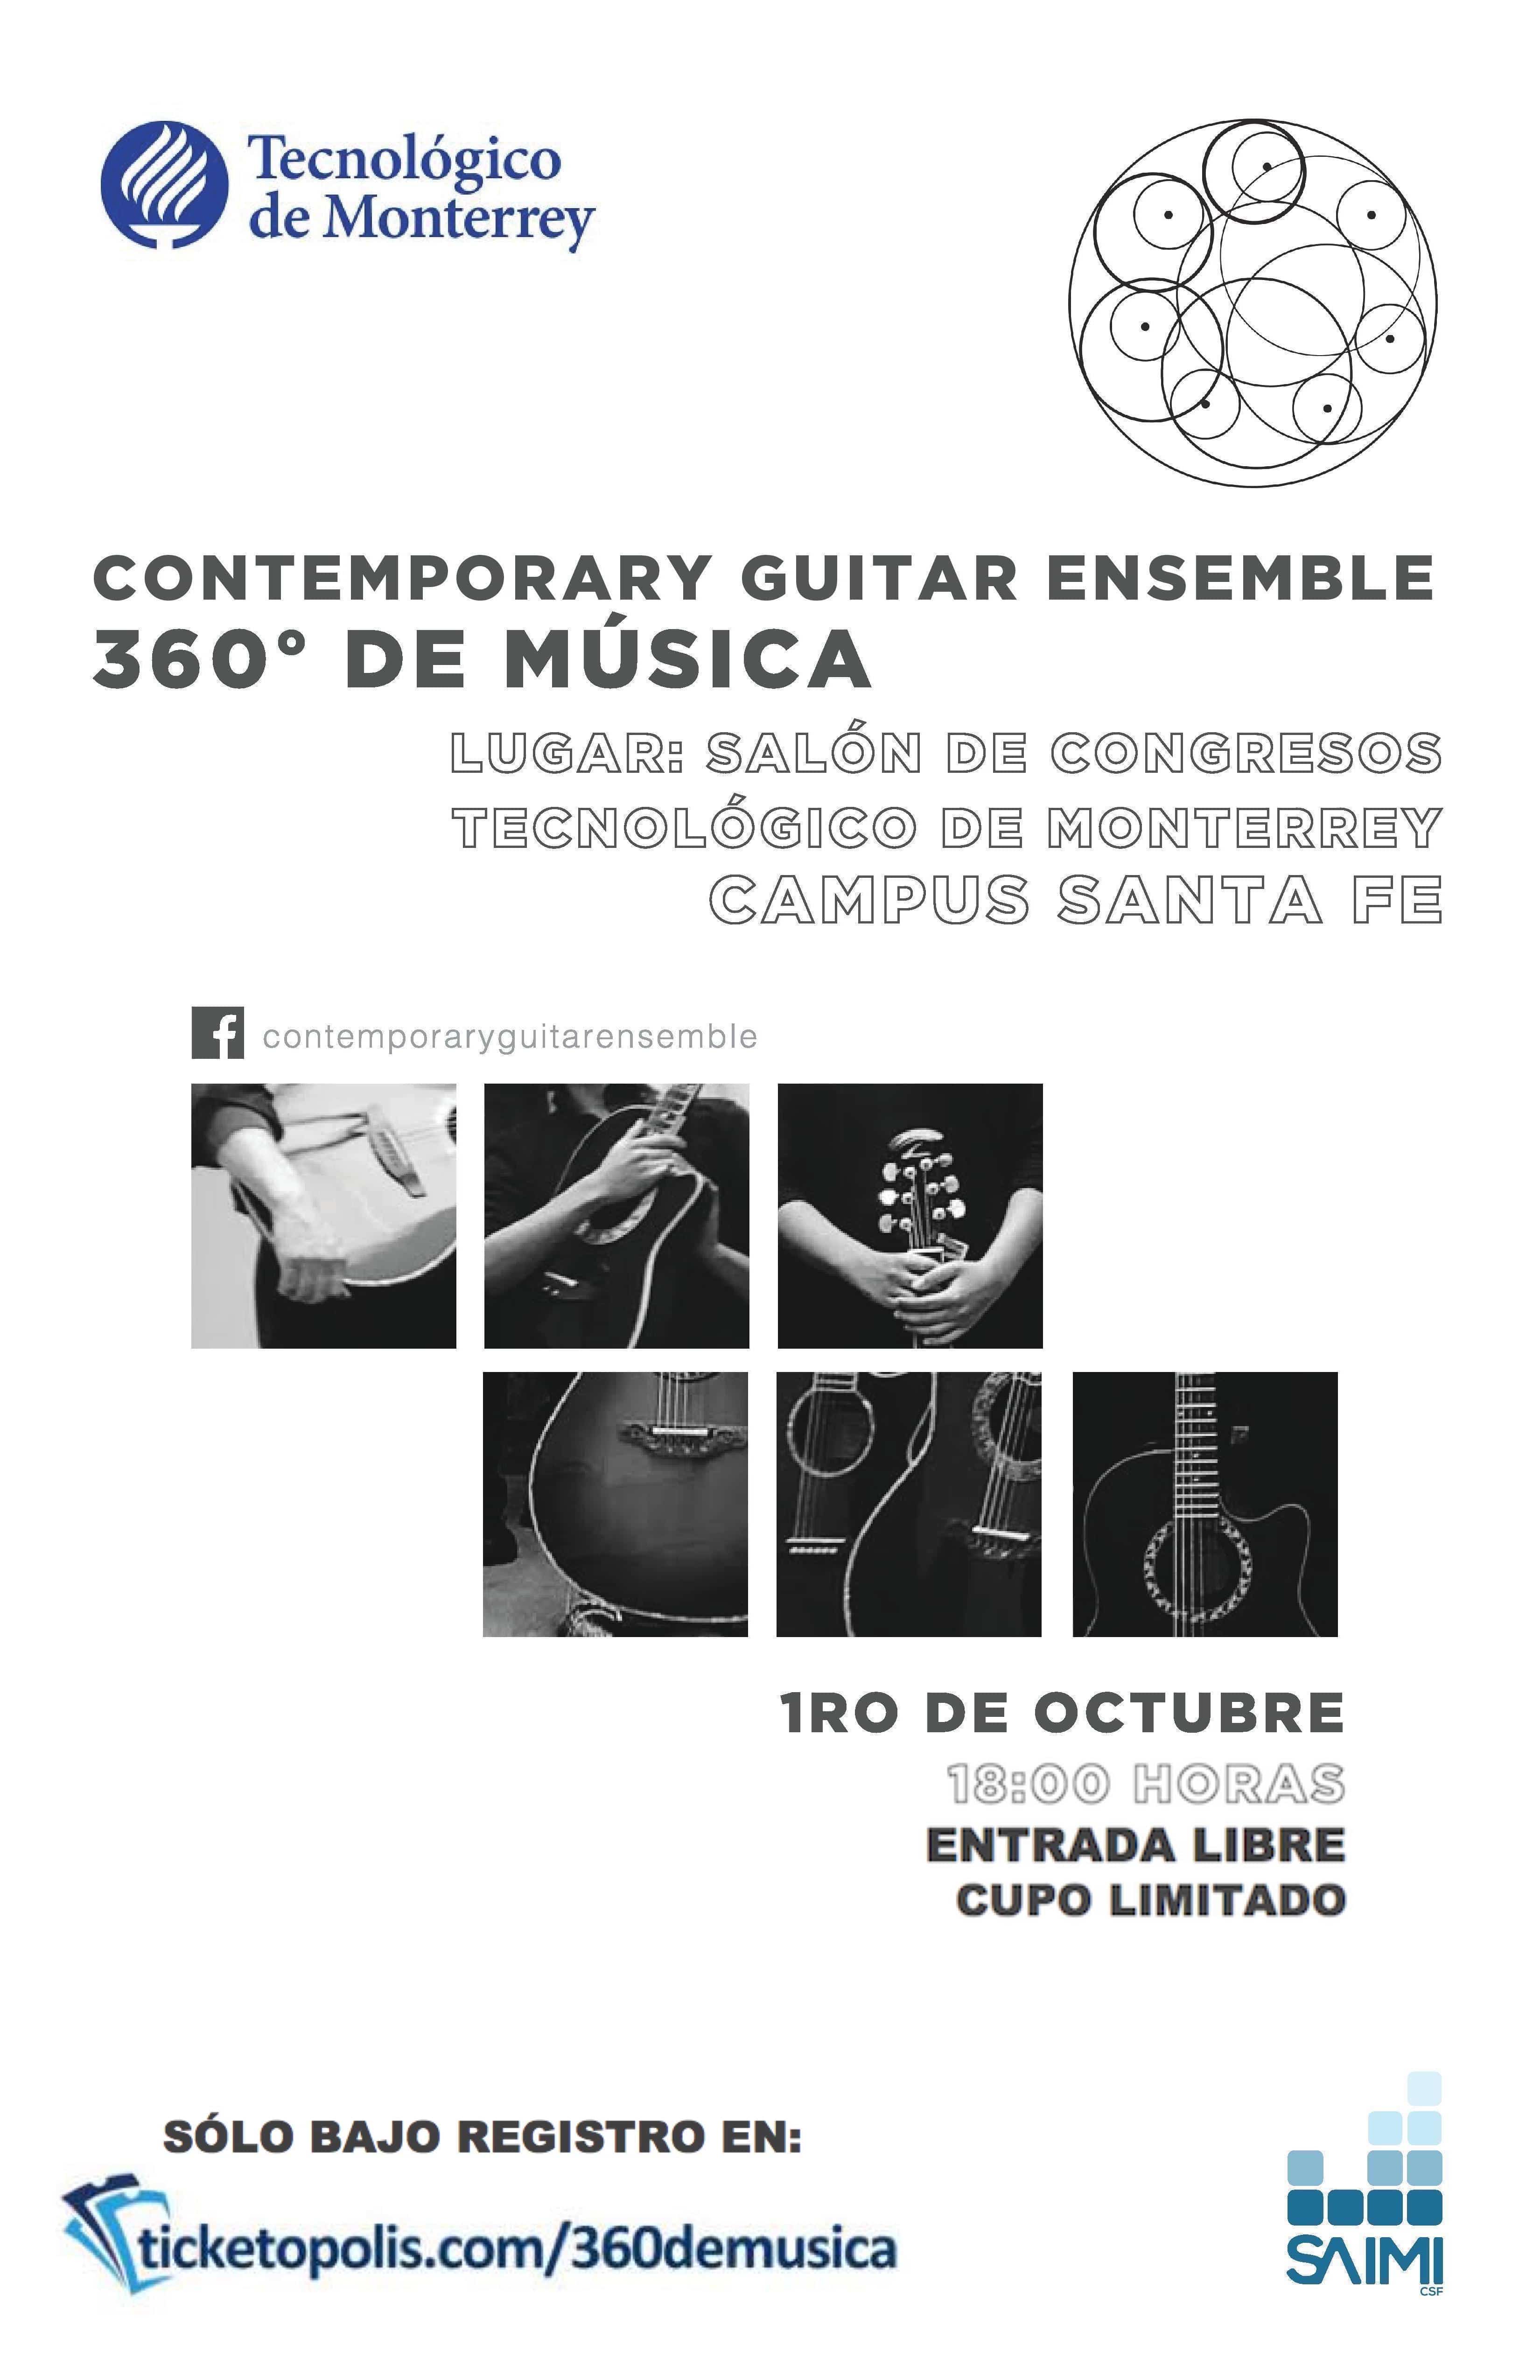 Tecnológico
de Monterrey
CONTEMPORARY GUITAR ENSEMBLE
360° DE MÚSICA
LUGAR: SALÓN DE CONGRESOS
TECNOLÓGICO DE MONTERREY
CAMPUS SANTA FE
contemporaryguitarensemble
1RO DE OCTUBRE
18:00 HORAS
ENTRADA LIBRE
CUPO LIMITADO
SÓLO BAJO REGISTRO EN:
ticketopolis.com/360demusica
SAIMI
CSF